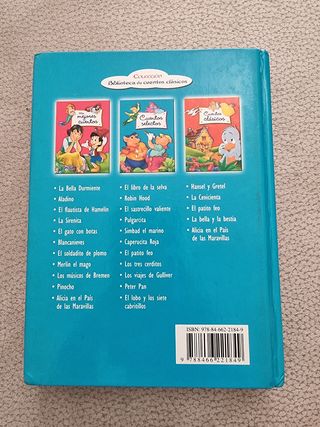 Colección
Biblioteca de cuentos clásicos
Los mejores cuentos
Cuentos selectos
Cuentos clásicos
• La Bella Durmiente
• Aladino
• El flautista de Hamelín
• La Sirenita
• El gato con botas
• Blancanieves
• El soldadito de plomo
• Merlín el mago
• Los músicos de Bremen
• Pinocho
• Alicia en el País
de las Maravillas
• El libro de la selva
• Robin Hood
• El sastrecillo valiente
• Pulgarcita
• Simbad el marino
• Caperucita Roja
• El patito feo
• Los tres cerditos
• Los viajes de Gulliver
• Peter Pan
• El lobo y los siete
cabritillos
• Hansel y Gretel
• La Cenicienta
• El patito feo
• La bella y la bestia
• Alicia en el País
de las Maravillas
ISBN: 978-84-662-2184-9
9 788466 221849